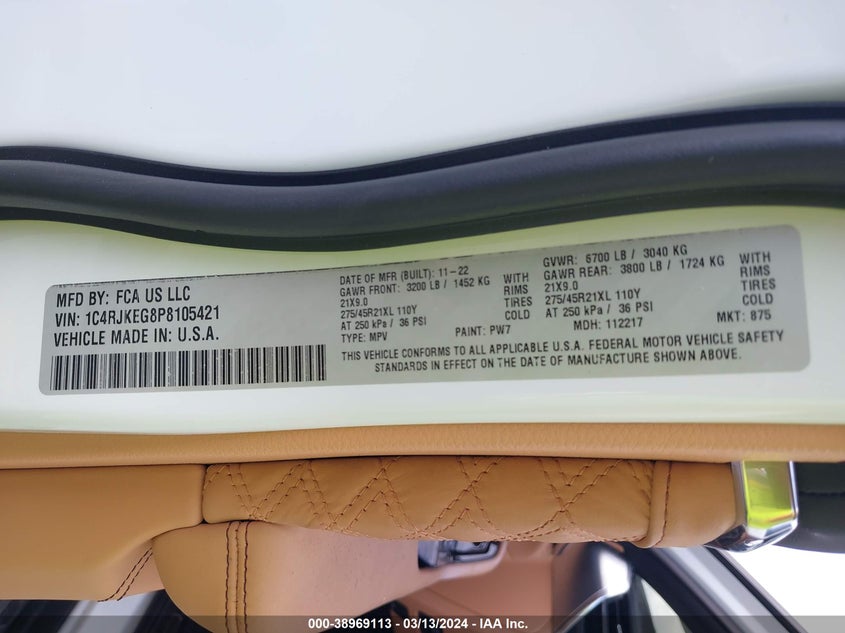 MFD BY: FCA US LLC
VIN: 1C4RJKEG8P8105421
VEHICLE MADE IN: U.S.A.
DATE OF MFR (BUILT): 11-22
GAWR FRONT: 3200 LB / 1452 KG WITH
21X9.0 RIMS
275/45R21XL 110Y TIRES
AT 250 kPa / 36 PSI COLD
TYPE: MPV PAINT: PW7
GVWR: 6700 LB / 3040 KG
GAWR REAR: 3800 LB / 1724 KG WITH
21X9.0 RIMS
275/45R21XL 110Y TIRES
AT 250 kPa / 36 PSI COLD
MDH: 112217 MKT: 875
THIS VEHICLE CONFORMS TO ALL APPLICABLE U.S.A. FEDERAL MOTOR VEHICLE SAFETY
STANDARDS IN EFFECT ON THE DATE OF MANUFACTURE SHOWN ABOVE.
000-38969113 - 03/13/2024 - IAA Inc.